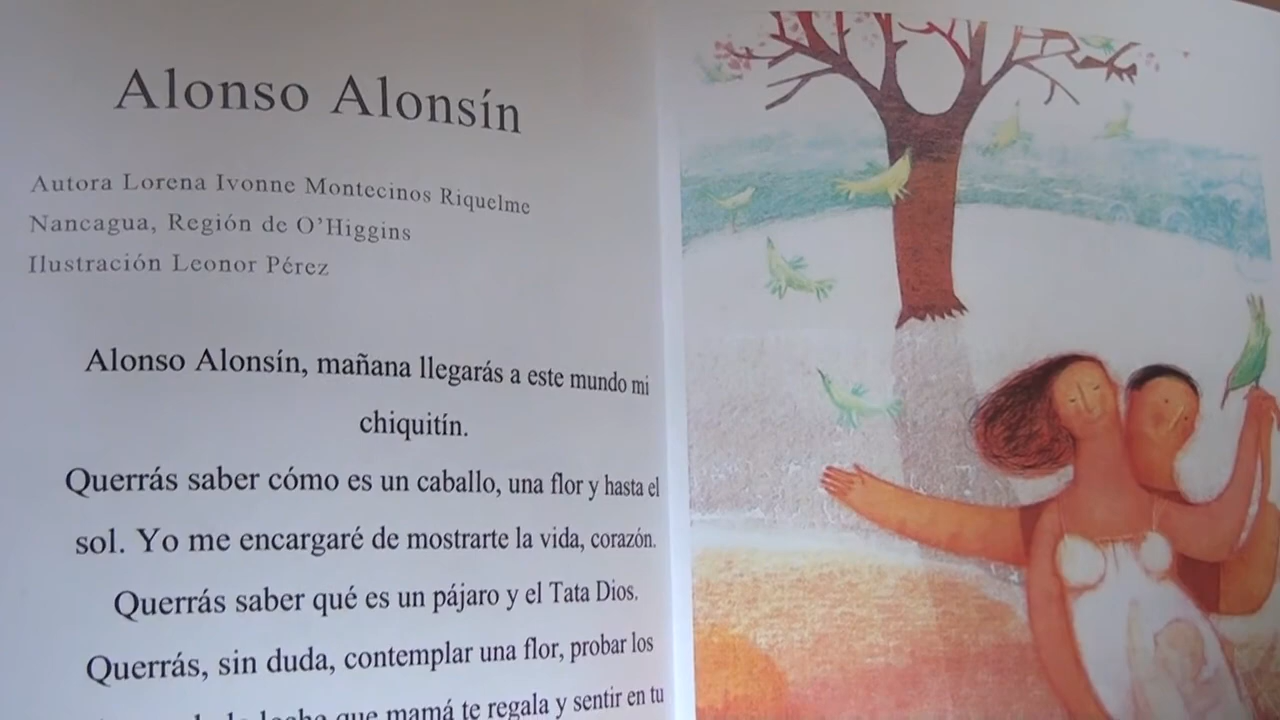 Alonso Alonsín
Autora Lorena Ivonne Montecinos Riquelme
Nancagua, Región de O'Higgins
Ilustración Leonor Pérez
Alonso Alonsín, mañana llegarás a este mundo mi
chiquitín.
Querrás saber cómo es un caballo, una flor y hasta el
sol. Yo me encargaré de mostrarte la vida, corazón.
Querrás saber qué es un pájaro y el Tata Dios.
Querrás, sin duda, contemplar una flor, probar los
leche que mamá te regala y sentir en tu